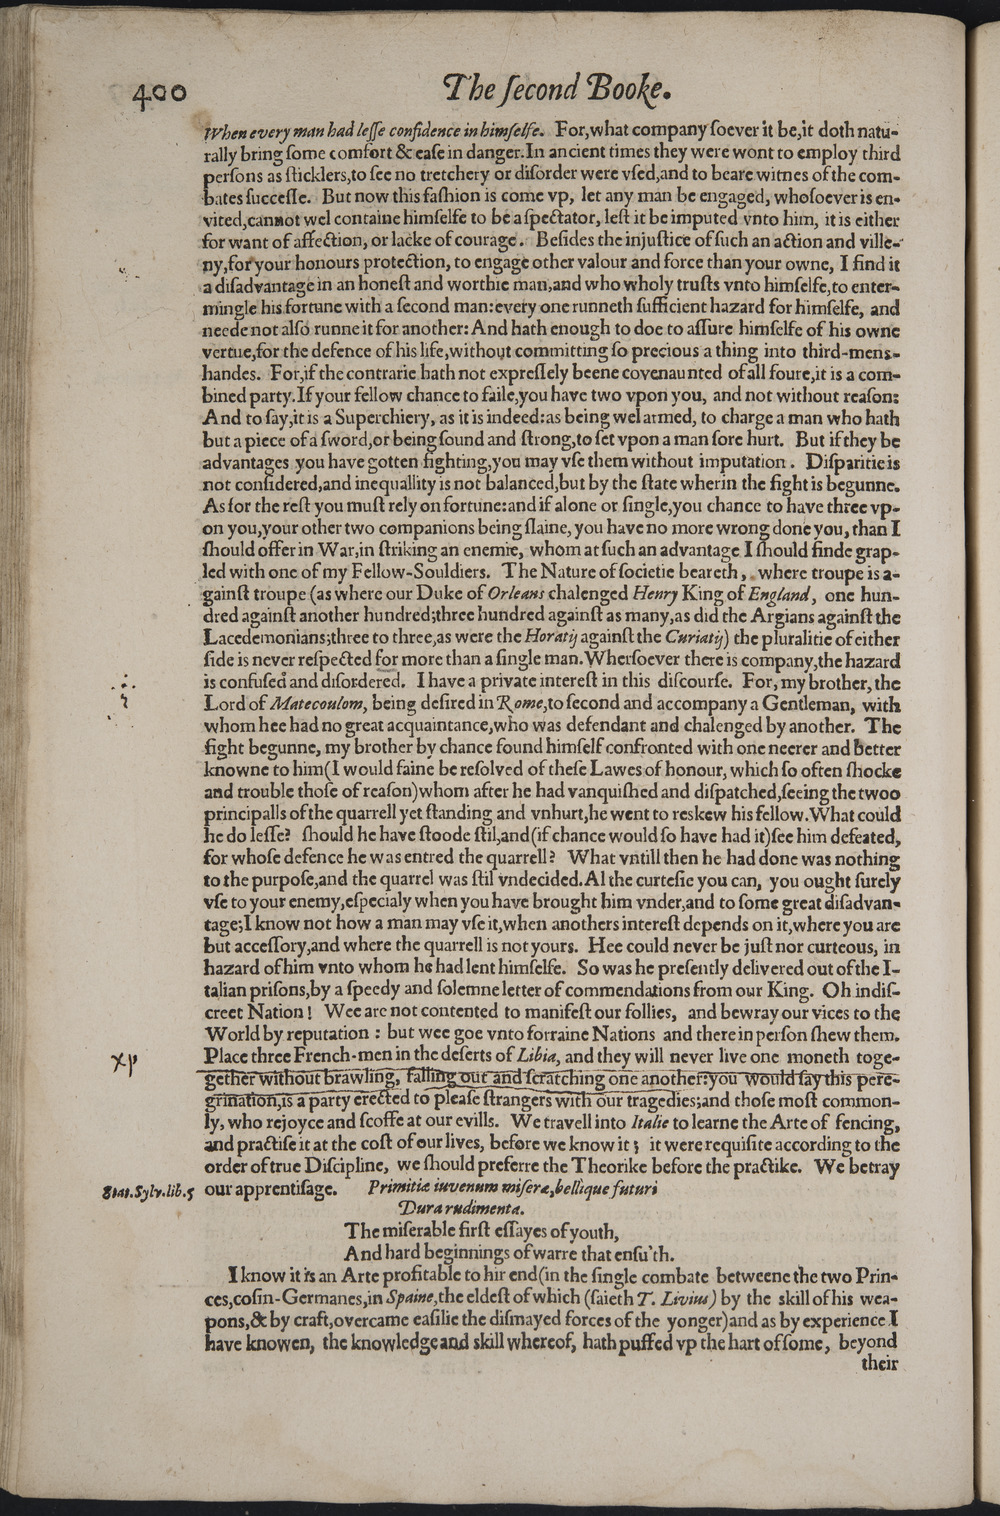 400
The ſecond Booke.
When every man had leſſe confidence in himſelfe. For, what company ſoever it be, it doth natu-
rally bring ſome comfort & eaſe in danger. In ancient times they were wont to employ third
perſons as ſticklers, to ſee no tretchery or diſorder were vſed, and to beare witnes of the com-
bates ſucceſſe. But now this faſhion is come vp, let any man be engaged, whoſoever is en-
vited, cannot wel containe himſelfe to be a ſpectator, leſt it be imputed vnto him, it is either
for want of affection, or lacke of courage. Beſides the injuſtice of ſuch an action and ville-
ny, for your honours protection, to engage other valour and force than your owne, I find it
a diſadvantage in an honeſt and worthie man, and who wholy truſts vnto himſelfe, to enter-
mingle his fortune with a ſecond man: every one runneth ſufficient hazard for himſelfe, and
neede not alſo runne it for another: And hath enough to doe to aſſure himſelfe of his owne
vertue, for the defence of his life, without committing ſo precious a thing into third-mens-
handes. For, if the contrarie hath not expreſſely beene covenaunted of all foure, it is a com-
bined party. If your fellow chance to faile, you have two vpon you, and not without reaſon:
And to ſay, it is a Superchiery, as it is indeed: as being wel armed, to charge a man who hath
but a piece of a ſword, or being ſound and ſtrong, to ſet vpon a man ſore hurt. But if they be
advantages you have gotten fighting, you may vſe them without imputation. Diſparitie is
not conſidered, and inequallity is not balanced, but by the ſtate wherin the fight is begunne.
As for the reſt you muſt rely on fortune: and if alone or ſingle, you chance to have three vp-
on you, your other two companions being ſlaine, you have no more wrong done you, than I
ſhould offer in War, in ſtriking an enemie, whom at ſuch an advantage I ſhould finde grap-
led with one of my Fellow-Souldiers. The Nature of ſocietie beareth, where troupe is a-
gainſt troupe (as where our Duke of Orleans chalenged Henry King of England, one hun-
dred againſt another hundred; three hundred againſt as many, as did the Argians againſt the
Lacedemonians; three to three, as were the Horatij againſt the Curiatij) the pluralitie of either
ſide is never reſpected for more than a ſingle man. Wherſoever there is company, the hazard
is confuſed and diſordered. I have a private intereſt in this diſcourſe. For, my brother, the
Lord of Matecoulom, being deſired in Rome, to ſecond and accompany a Gentleman, with
whom hee had no great acquaintance, who was defendant and chalenged by another. The
fight begunne, my brother by chance found himſelf confronted with one neerer and better
knowne to him (I would faine be reſolved of theſe Lawes of honour, which ſo often ſhocke
and trouble thoſe of reaſon) whom after he had vanquiſhed and diſpatched, ſeeing the twoo
principalls of the quarrell yet ſtanding and vnhurt, he went to reskew his fellow. What could
he do leſſe? ſhould he have ſtoode ſtil, and (if chance would ſo have had it) ſee him defeated,
for whoſe defence he was entred the quarrell? What vntill then he had done was nothing
to the purpoſe, and the quarrel was ſtil vndecided. Al the curteſie you can, you ought ſurely
vſe to your enemy, eſpecialy when you have brought him vnder, and to ſome great diſadvan-
tage; I know not how a man may vſe it, when anothers intereſt depends on it, where you are
but acceſſory, and where the quarrell is not yours. Hee could never be juſt nor curteous, in
hazard of him vnto whom he had lent himſelfe. So was he preſently delivered out of the I-
talian priſons, by a ſpeedy and ſolemne letter of commendations from our King. Oh indiſ-
creet Nation! Wee are not contented to manifeſt our follies, and bewray our vices to the
World by reputation : but wee goe vnto forraine Nations and there in perſon ſhew them.
Place three French-men in the deſerts of Libia, and they will never live one moneth toge-
gether without brawling, falling out and ſcratching one another: you would ſay this pere-
grination, is a party erected to pleaſe ſtrangers with our tragedies; and thoſe moſt common-
ly, who rejoyce and ſcoffe at our evills. We travell into Italie to learne the Arte of fencing,
and practiſe it at the coſt of our lives, before we know it; it were requiſite according to the
order of true Diſcipline, we ſhould preferre the Theorike before the practike. We betray
Stat. Sylv. lib. 5 our apprentiſage. Primitiæ iuvenum miſeræ, bellique futuri
Dura rudimenta.
The miſerable firſt eſſayes of youth,
And hard beginnings of warre that enſu'th.
I know it is an Arte profitable to hir end (in the ſingle combate betweene the two Prin-
ces, coſin-Germanes, in Spaine, the eldeſt of which (ſaieth T. Livius) by the skill of his wea-
pons, & by craft, overcame eaſilie the diſmayed forces of the yonger) and as by experience I
have knowen, the knowledge and skill whereof, hath puffed vp the hart of ſome, beyond
their